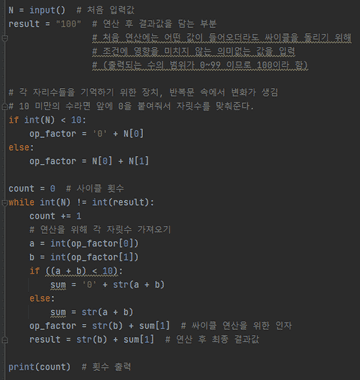 N = input()  # 처음 입력값
result = "100"  # 연산 후 결과값을 담는 부분
# 처음 연산에는 어떤 값이 들어오더라도 싸이클을 돌리기 위해
# 조건에 영향을 미치지 않는 의미없는 값을 입력
# (출력되는 수의 범위가 0~99 이므로 100이라 함)
# 각 자리수들을 기억하기 위한 장치, 반복문 속에서 변화가 생김
# 10 미만의 수라면 앞에 0을 붙여줘서 자릿수를 맞춰준다.
if int(N) < 10:
op_factor = '0' + N[0]
else:
op_factor = N[0] + N[1]
count = 0  # 사이클 횟수
while int(N) != int(result):
count += 1
# 연산을 위해 각 자릿수 가져오기
a = int(op_factor[0])
b = int(op_factor[1])
if ((a + b) < 10):
sum = '0' + str(a + b)
else:
sum = str(a + b)
op_factor = str(b) + sum[1]  # 싸이클 연산을 위한 인자
result = str(b) + sum[1]  # 연산 후 최종 결과값
print(count)  # 횟수 출력